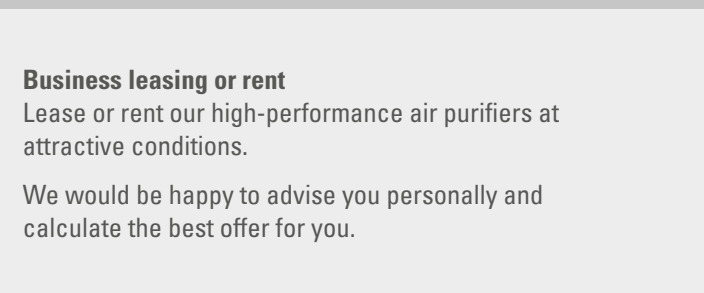 Business leasing or rent
Lease or rent our high-performance air purifiers at
attractive conditions.
We would be happy to advise you personally and
calculate the best offer for you.